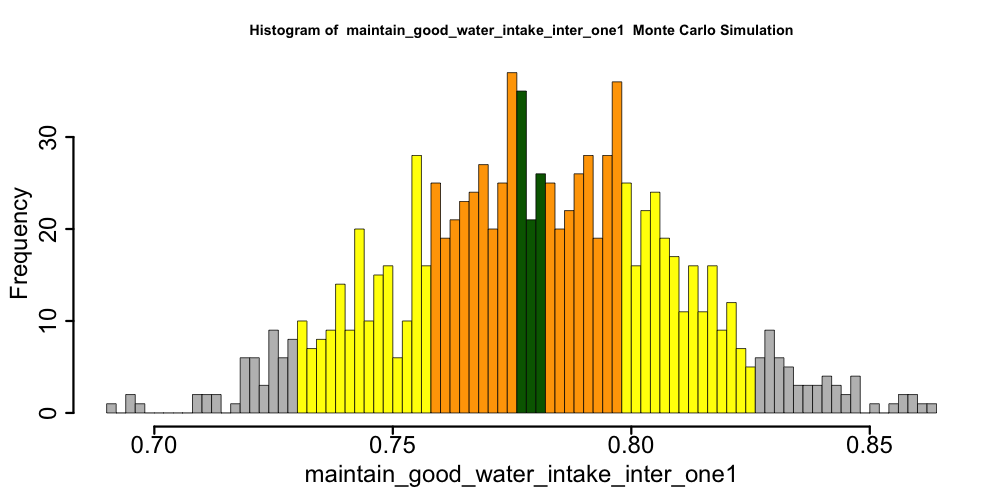 Histogram of maintain_good_water_intake_inter_one1 Monte Carlo Simulation
Frequency
30
20
10
0
0.70 0.75 0.80 0.85
maintain_good_water_intake_inter_one1